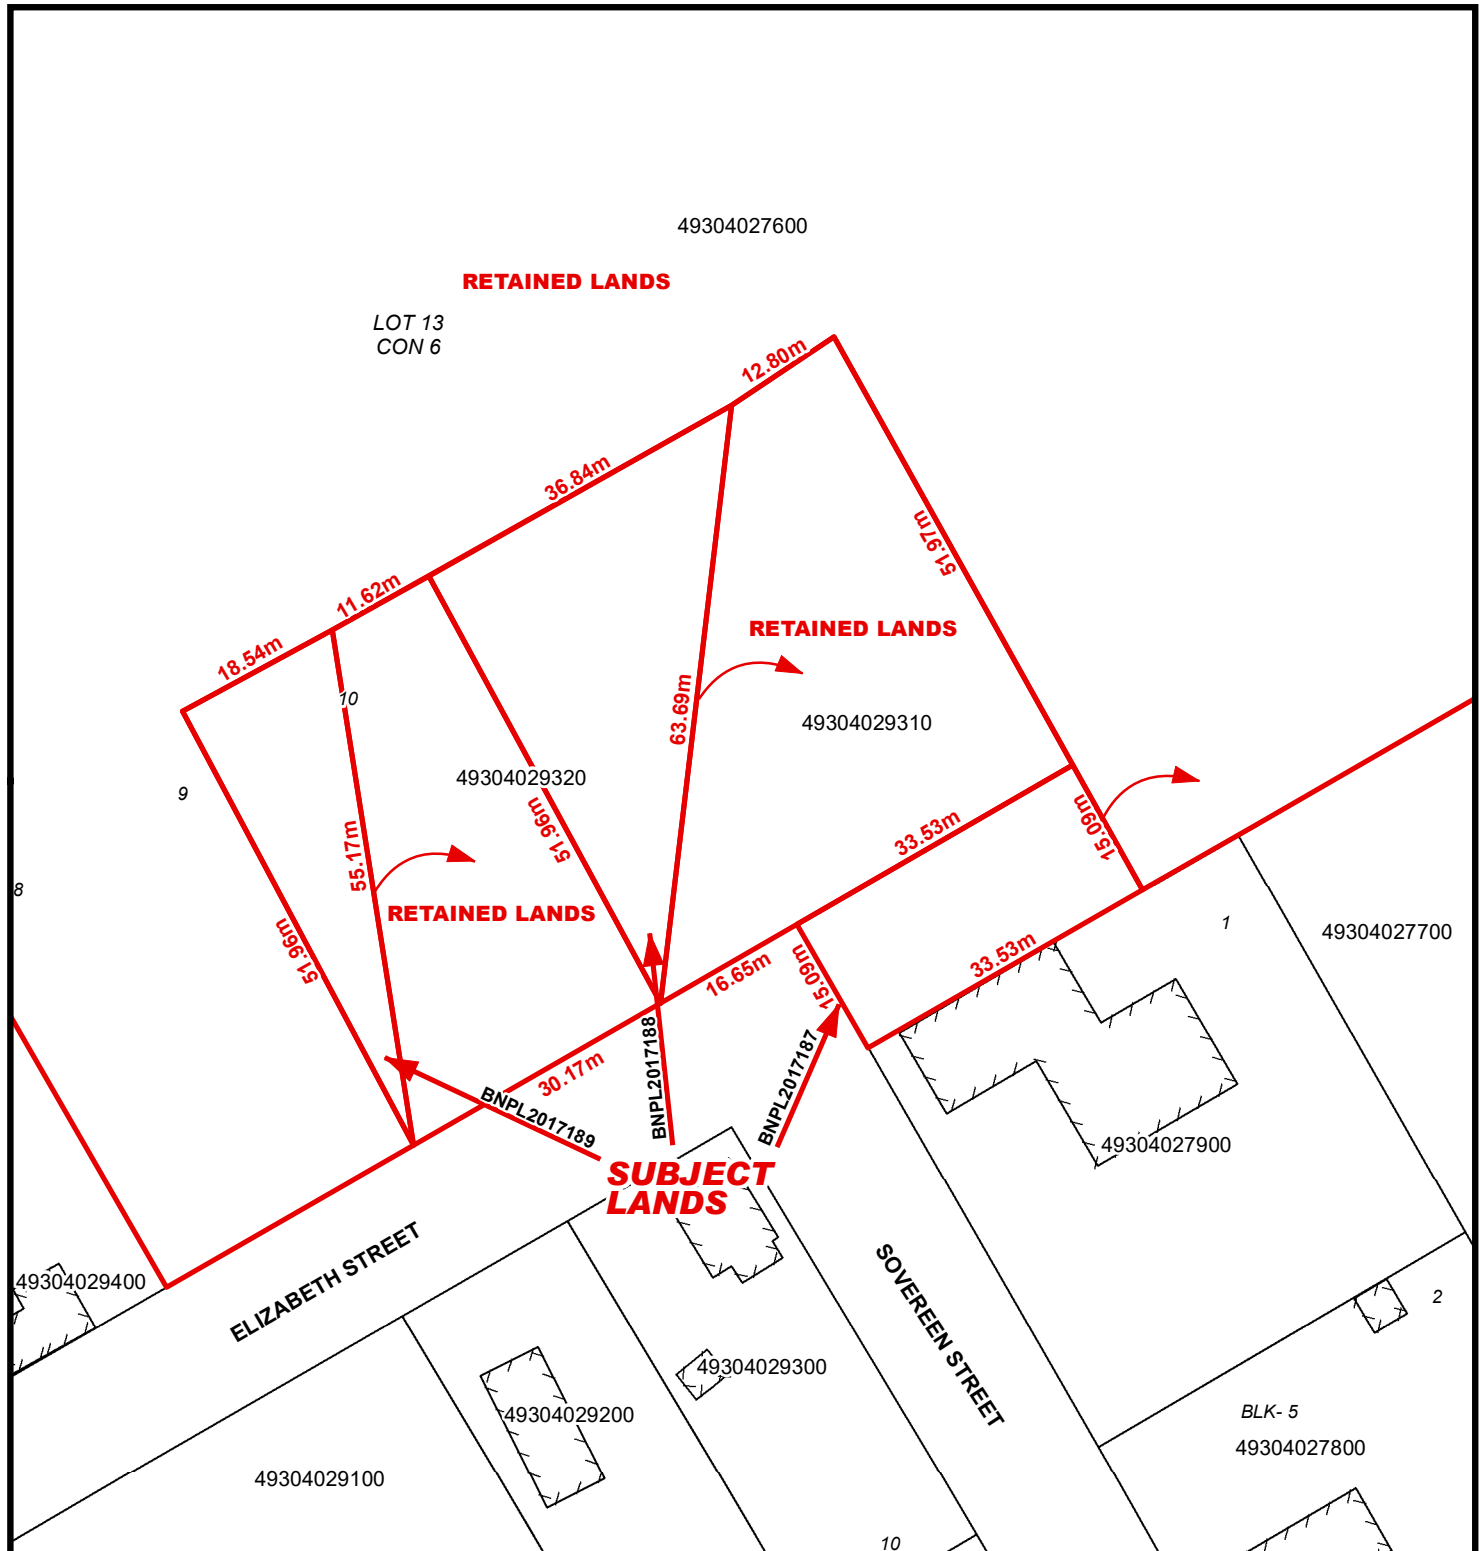 49304027600
RETAINED LANDS
LOT 13
CON 6
12.80m
36.84m
51.97m
11.62m
RETAINED LANDS
18.54m
10
63.69m
49304029310
49304029320
9
51.96m
15.09m
33.53m
55.17m
8
RETAINED LANDS
1
49304027700
51.96m
33.53m
16.65m
15.09m
BNPL2017188
BNPL2017187
30.17m
BNPL2017189
49304027900
SUBJECT
LANDS
49304029400
ELIZABETH STREET
SOVEREEN STREET
2
49304029300
49304029200
BLK- 5
49304027800
49304029100
10